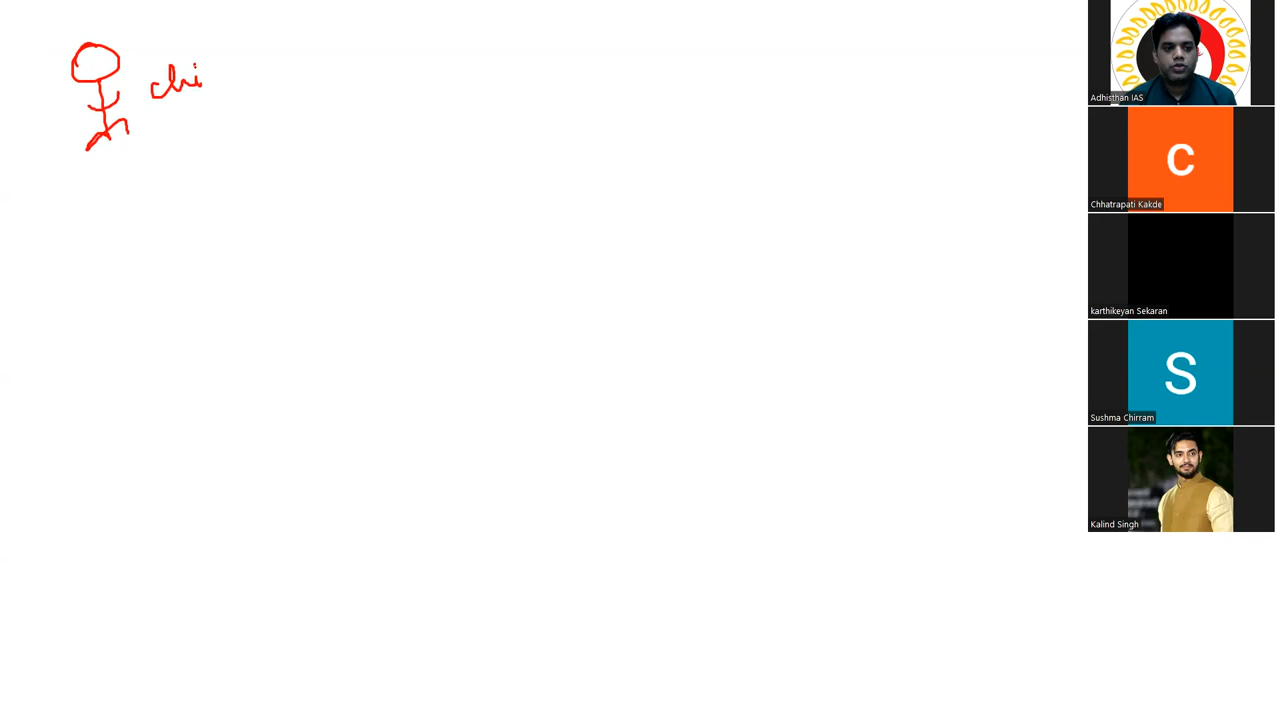 chi
Adhisthan IAS
C
Chhatrapati Kakde
karthikeyan Sekaran
S
Sushma Chirram
Kalind Singh